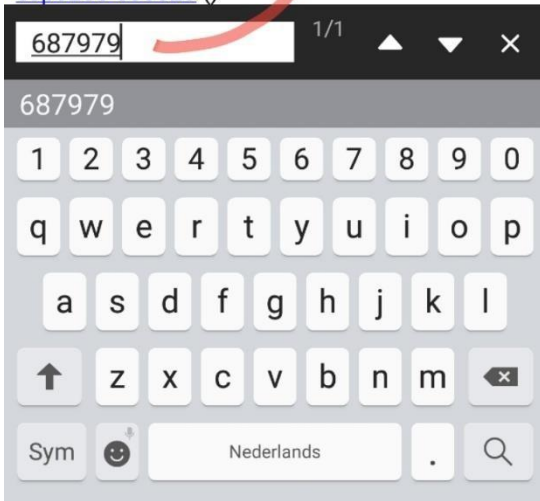 687979 1/1
687979
1 2 3 4 5 6 7 8 9 0
q w e r t y u i o p
a s d f g h j k l
z x c v b n m
Sym Nederlands .